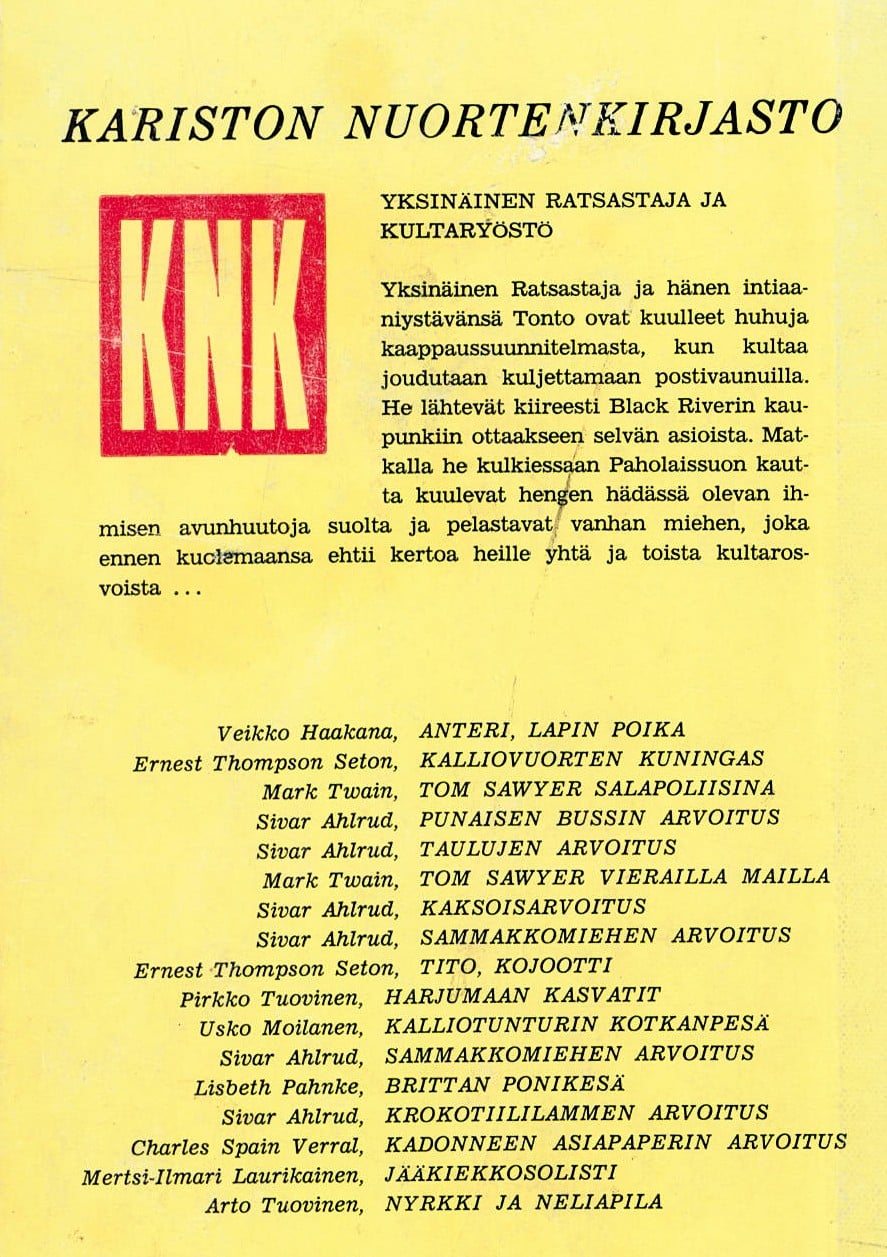 KARISTON NUORTENKIRJASTO
KNK
YKSINÄINEN RATSASTAJA JA
KULTARYÖSTÖ
Yksinäinen Ratsastaja ja hänen intiaa-
niystävänsä Tonto ovat kuulleet huhuja
kaappaussuunnitelmasta, kun kultaa
joudutaan kuljettamaan postivaunuilla.
He lähtevät kiireesti Black Riverin kau-
punkiin ottaakseen selvän asioista. Mat-
kalla he kulkiessaan Paholaissuon kaut-
ta kuulevat hengen hädässä olevan ih-
misen avunhuutoja suolta ja pelastavat vanhan miehen, joka
ennen kuolemaansa ehtii kertoa heille yhtä ja toista kultaros-
voista ...
Veikko Haakana, ANTERI, LAPIN POIKA
Ernest Thompson Seton, KALLIOVUORTEN KUNINGAS
Mark Twain, TOM SAWYER SALAPOLIISINA
Sivar Ahlrud, PUNAISEN BUSSIN ARVOITUS
Sivar Ahlrud, TAULUJEN ARVOITUS
Mark Twain, TOM SAWYER VIERAILLA MAILLA
Sivar Ahlrud, KAKSOISARVOITUS
Sivar Ahlrud, SAMMAKKOMIEHEN ARVOITUS
Ernest Thompson Seton, TITO, KOJOOTTI
Pirkko Tuovinen, HARJUMAAN KASVATIT
Usko Moilanen, KALLIOTUNTURIN KOTKANPESÄ
Sivar Ahlrud, SAMMAKKOMIEHEN ARVOITUS
Lisbeth Pahnke, BRITTAN PONIKESÄ
Sivar Ahlrud, KROKOTIILILAMMEN ARVOITUS
Charles Spain Verral, KADONNEEN ASIAPAPERIN ARVOITUS
Mertsi-Ilmari Laurikainen, JÄÄKIEKKOSOLISTI
Arto Tuovinen, NYRKKI JA NELIAPILA